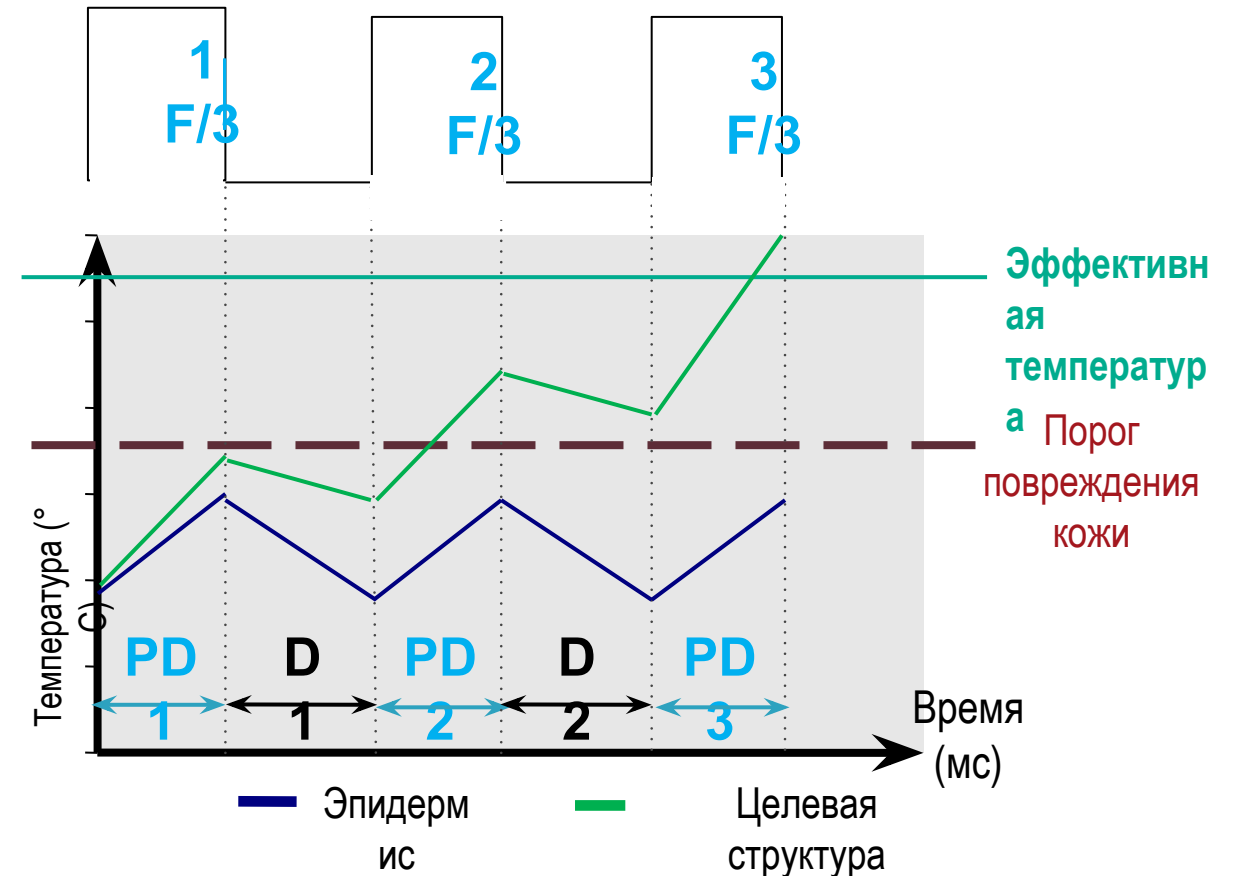 1
F/3
2
F/3
3
F/3
Эффективн
ая
температур
а
Порог
повреждения
кожи
Температура (°
C)
PD
1
D
1
PD
2
D
2
PD
3
Время
(мс)
Эпидерм
ис
Целевая
структура